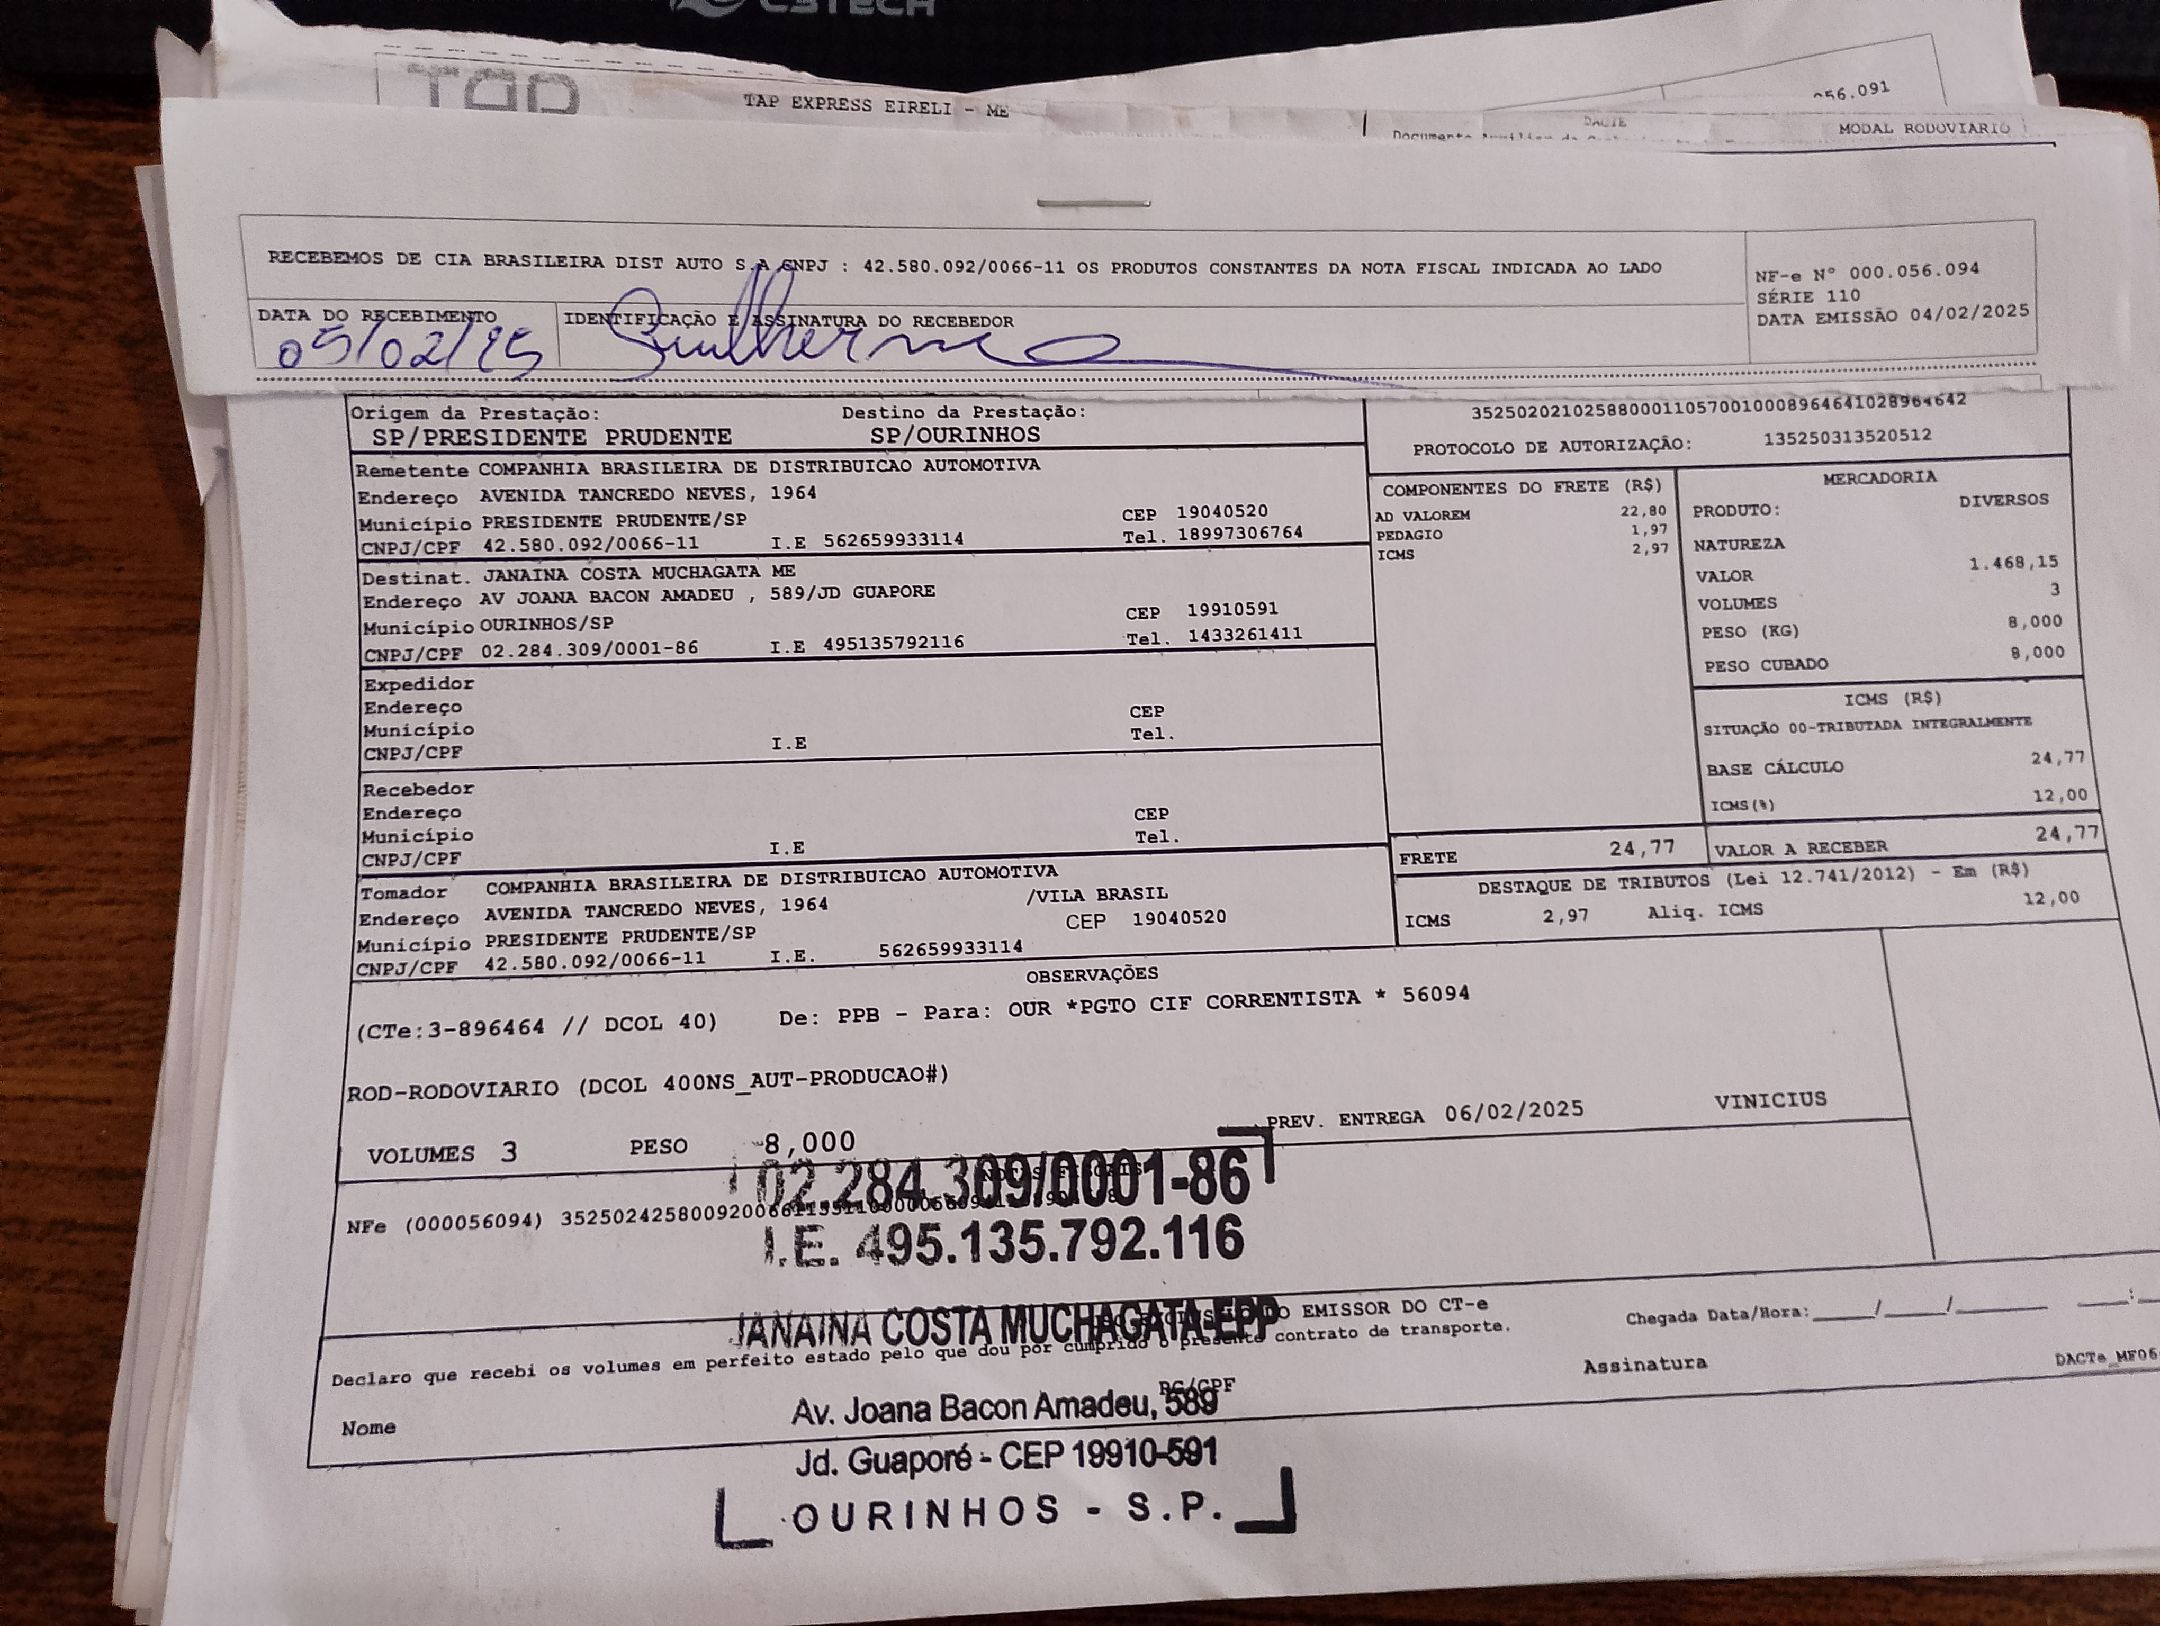 TAP
TAP EXPRESS EIRELI - ME
56.091
DACTE
MODAL RODOVIARIO
RECEBEMOS DE CIA BRASILEIRA DIST AUTO S A CNPJ : 42.580.092/0066-11 OS PRODUTOS CONSTANTES DA NOTA FISCAL INDICADA AO LADO
NF-e Nº 000.056.094
SÉRIE 110
DATA EMISSÃO 04/02/2025
DATA DO RECEBIMENTO IDENTIFICAÇÃO E ASSINATURA DO RECEBEDOR
05/02/25 Guilherme
Origem da Prestação: Destino da Prestação:
SP/PRESIDENTE PRUDENTE SP/OURINHOS
PROTOCOLO DE AUTORIZAÇÃO: 135250313520512
Remetente COMPANHIA BRASILEIRA DE DISTRIBUICAO AUTOMOTIVA
Endereço AVENIDA TANCREDO NEVES, 1964
Município PRESIDENTE PRUDENTE/SP CEP 19040520
CNPJ/CPF 42.580.092/0066-11 I.E 562659933114 Tel. 18997306764
Destinat. JANAINA COSTA MUCHAGATA ME
Endereço AV JOANA BACON AMADEU , 589/JD GUAPORE
Município OURINHOS/SP CEP 19910591
CNPJ/CPF 02.284.309/0001-86 I.E 495135792116 Tel. 1433261411
Expedidor
Endereço
Município CEP
CNPJ/CPF I.E Tel.
Recebedor
Endereço
Município CEP
CNPJ/CPF I.E Tel.
Tomador COMPANHIA BRASILEIRA DE DISTRIBUICAO AUTOMOTIVA
Endereço AVENIDA TANCREDO NEVES, 1964 /VILA BRASIL
Município PRESIDENTE PRUDENTE/SP CEP 19040520
CNPJ/CPF 42.580.092/0066-11 I.E. 562659933114
COMPONENTES DO FRETE (R$)
AD VALOREM 22,80
PEDAGIO 1,97
ICMS 2,97
MERCADORIA
PRODUTO: DIVERSOS
NATUREZA
VALOR 1.468,15
VOLUMES 3
PESO (KG) 8,000
PESO CUBADO 8,000
ICMS (R$)
SITUAÇÃO 00-TRIBUTADA INTEGRALMENTE
BASE CÁLCULO 24,77
ICMS(%) 12,00
FRETE 24,77 VALOR A RECEBER 24,77
DESTAQUE DE TRIBUTOS (Lei 12.741/2012) - Em (R$)
ICMS 2,97 Aliq. ICMS 12,00
OBSERVAÇÕES
(CTe:3-896464 // DCOL 40) De: PPB - Para: OUR *PGTO CIF CORRENTISTA * 56094
ROD-RODOVIARIO (DCOL 400NS_AUT-PRODUCAO#)
PREV. ENTREGA 06/02/2025 VINICIUS
VOLUMES 3 PESO 8,000
NFe (000056094)
02.284.309/0001-86
I.E. 495.135.792.116
JANAINA COSTA MUCHAGATA-EPP
Av. Joana Bacon Amadeu, 589
Jd. Guaporé - CEP 19910-591
OURINHOS - S.P.
DO EMISSOR DO CT-e
Declaro que recebi os volumes em perfeito estado pelo que dou por cumprido o presente contrato de transporte.
Chegada Data/Hora: ____/____/______ ___:
Nome RG/CPF Assinatura